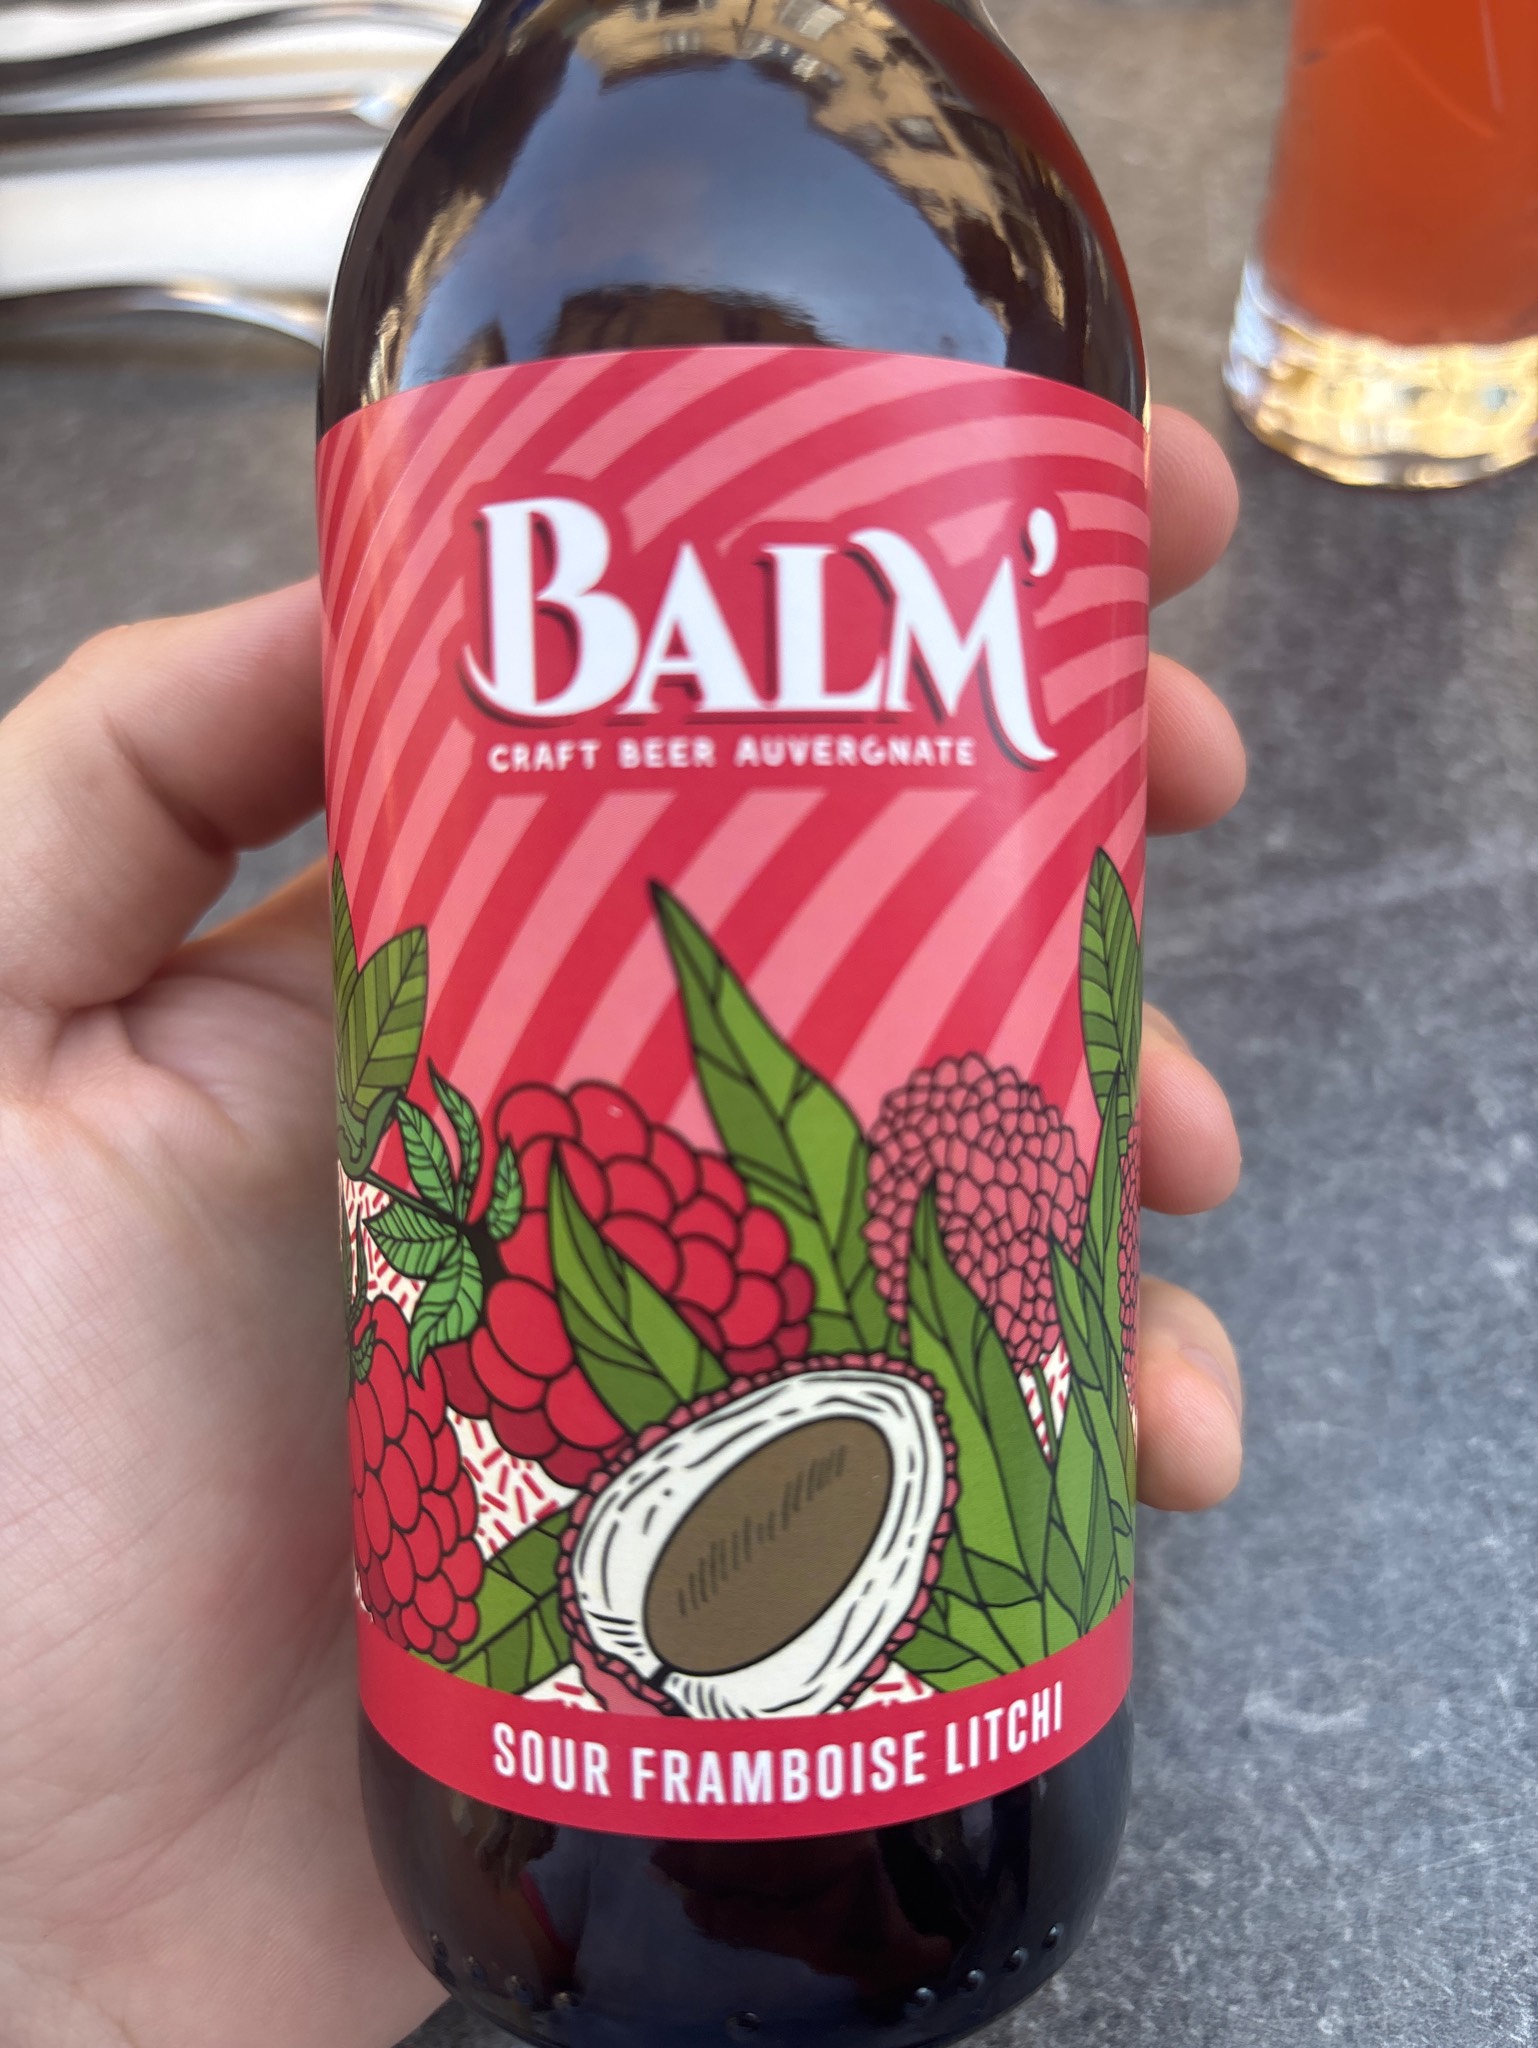 BALM'
CRAFT BEER AUVERGNATE
SOUR FRAMBOISE LITCHI